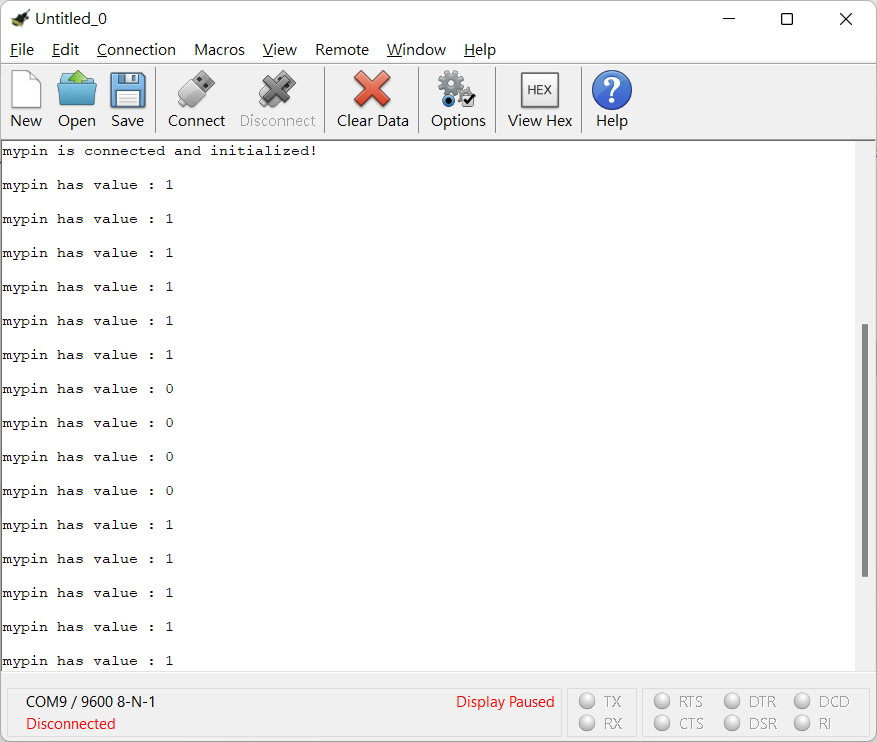 Untitled_0
File Edit Connection Macros View Remote Window Help
HEX
New Open Save Connect Disconnect Clear Data Options View Hex Help
mypin is connected and initialized!
mypin has value : 1
mypin has value : 1
mypin has value : 1
mypin has value : 1
mypin has value : 1
mypin has value : 1
mypin has value : 0
mypin has value : 0
mypin has value : 0
mypin has value : 0
mypin has value : 1
mypin has value : 1
mypin has value : 1
mypin has value : 1
mypin has value : 1
COM9 / 9600 8-N-1 Display Paused TX RTS DTR DCD
Disconnected RX CTS DSR RI